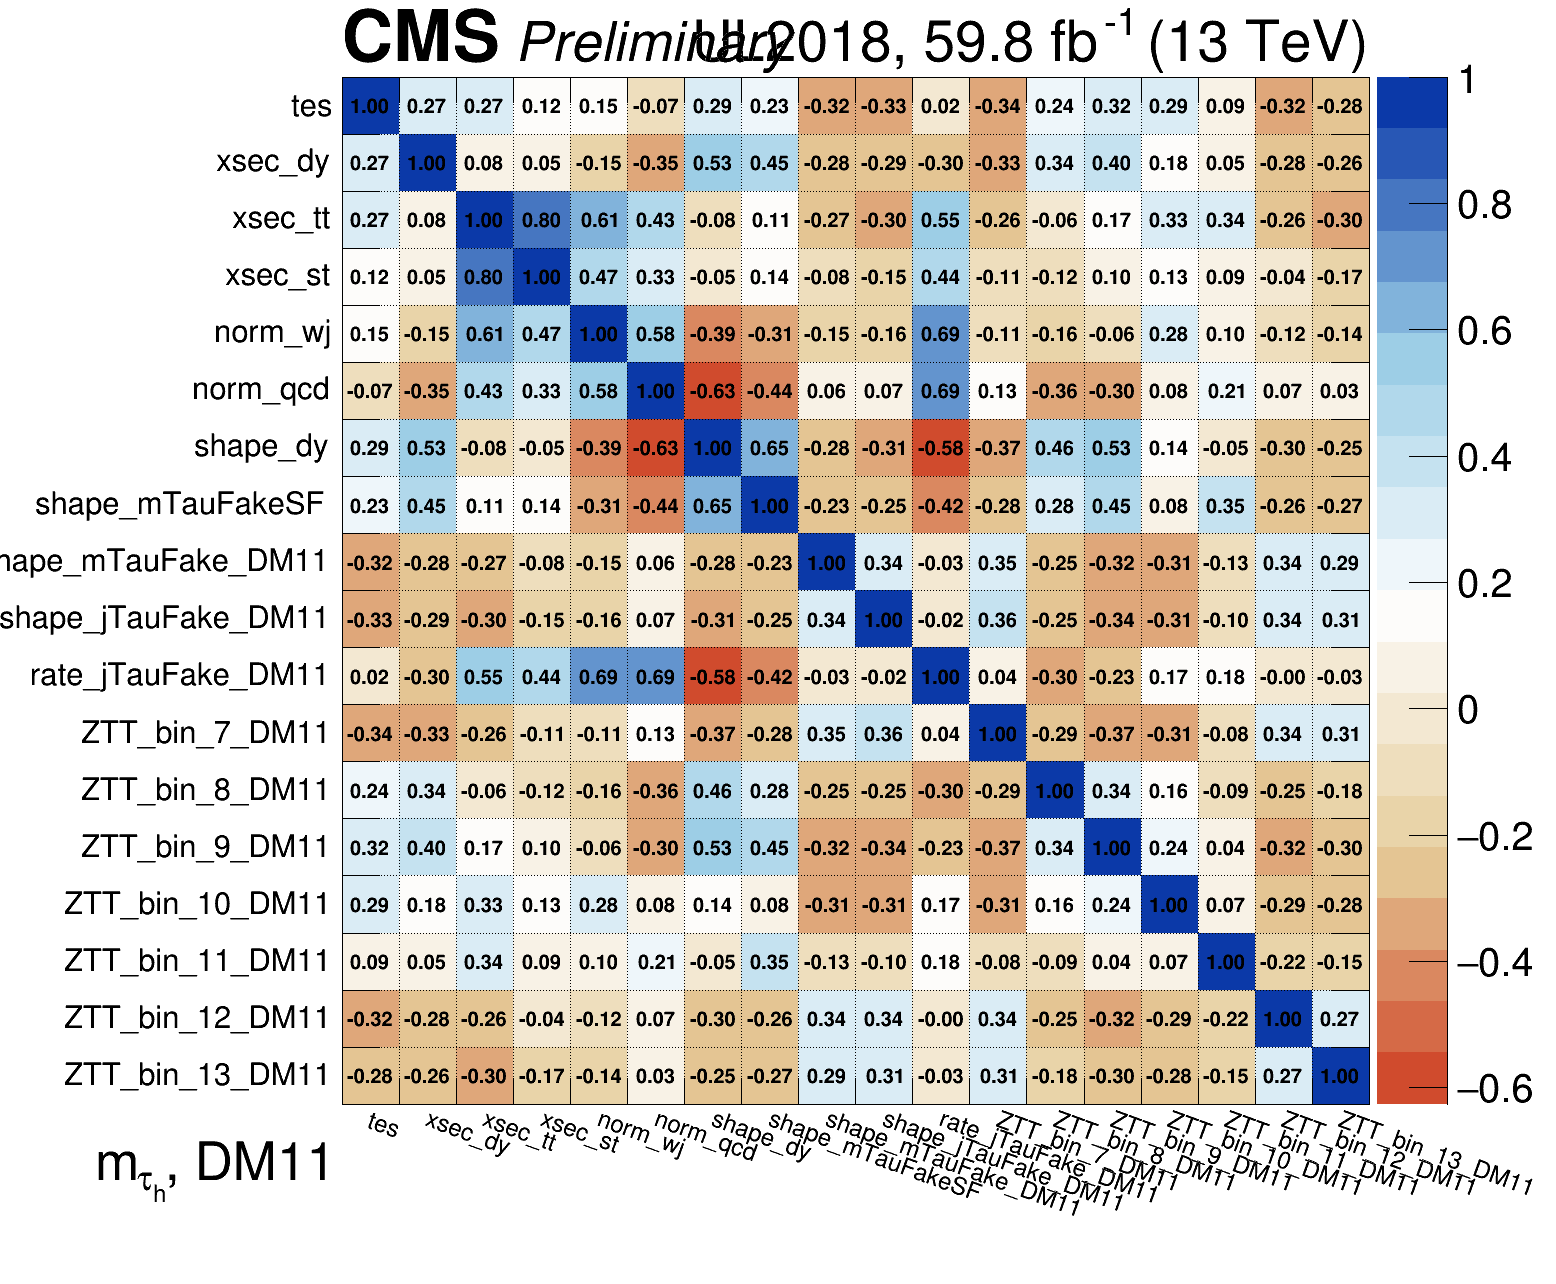 CMS Preliminary UL2018, 59.8 fb-1 (13 TeV)
tes 1.00 0.27 0.27 0.12 0.15 -0.07 0.29 0.23 -0.32 -0.33 0.02 -0.34 0.24 0.32 0.29 0.09 -0.32 -0.28
xsec_dy 0.27 1.00 0.08 0.05 -0.15 -0.35 0.53 0.45 -0.28 -0.29 -0.30 -0.33 0.34 0.40 0.18 0.05 -0.28 -0.26
xsec_tt 0.27 0.08 1.00 0.80 0.61 0.43 -0.08 0.11 -0.27 -0.30 0.55 -0.26 -0.06 0.17 0.33 0.34 -0.26 -0.30
xsec_st 0.12 0.05 0.80 1.00 0.47 0.33 -0.05 0.14 -0.08 -0.15 0.44 -0.11 -0.12 0.10 0.13 0.09 -0.04 -0.17
norm_wj 0.15 -0.15 0.61 0.47 1.00 0.58 -0.39 -0.31 -0.15 -0.16 0.69 -0.11 -0.16 -0.06 0.28 0.10 -0.12 -0.14
norm_qcd -0.07 -0.35 0.43 0.33 0.58 1.00 -0.63 -0.44 0.06 0.07 0.69 0.13 -0.36 -0.30 0.08 0.21 0.07 0.03
shape_dy 0.29 0.53 -0.08 -0.05 -0.39 -0.63 1.00 0.65 -0.28 -0.31 -0.58 -0.37 0.46 0.53 0.14 -0.05 -0.30 -0.25
shape_mTauFakeSF 0.23 0.45 0.11 0.14 -0.31 -0.44 0.65 1.00 -0.23 -0.25 -0.42 -0.28 0.28 0.45 0.08 0.35 -0.26 -0.27
hape_mTauFake_DM11 -0.32 -0.28 -0.27 -0.08 -0.15 0.06 -0.28 -0.23 1.00 0.34 -0.03 0.35 -0.25 -0.32 -0.31 -0.13 0.34 0.29
shape_jTauFake_DM11 -0.33 -0.29 -0.30 -0.15 -0.16 0.07 -0.31 -0.25 0.34 1.00 -0.02 0.36 -0.25 -0.34 -0.31 -0.10 0.34 0.31
rate_jTauFake_DM11 0.02 -0.30 0.55 0.44 0.69 0.69 -0.58 -0.42 -0.03 -0.02 1.00 0.04 -0.30 -0.23 0.17 0.18 -0.00 -0.03
ZTT_bin_7_DM11 -0.34 -0.33 -0.26 -0.11 -0.11 0.13 -0.37 -0.28 0.35 0.36 0.04 1.00 -0.29 -0.37 -0.31 -0.08 0.34 0.31
ZTT_bin_8_DM11 0.24 0.34 -0.06 -0.12 -0.16 -0.36 0.46 0.28 -0.25 -0.25 -0.30 -0.29 1.00 0.34 0.16 -0.09 -0.25 -0.18
ZTT_bin_9_DM11 0.32 0.40 0.17 0.10 -0.06 -0.30 0.53 0.45 -0.32 -0.34 -0.23 -0.37 0.34 1.00 0.24 0.04 -0.32 -0.30
ZTT_bin_10_DM11 0.29 0.18 0.33 0.13 0.28 0.08 0.14 0.08 -0.31 -0.31 0.17 -0.31 0.16 0.24 1.00 0.07 -0.29 -0.28
ZTT_bin_11_DM11 0.09 0.05 0.34 0.09 0.10 0.21 -0.05 0.35 -0.13 -0.10 0.18 -0.08 -0.09 0.04 0.07 1.00 -0.22 -0.15
ZTT_bin_12_DM11 -0.32 -0.28 -0.26 -0.04 -0.12 0.07 -0.30 -0.26 0.34 0.34 -0.00 0.34 -0.25 -0.32 -0.29 -0.22 1.00 0.27
ZTT_bin_13_DM11 -0.28 -0.26 -0.30 -0.17 -0.14 0.03 -0.25 -0.27 0.29 0.31 -0.03 0.31 -0.18 -0.30 -0.28 -0.15 0.27 1.00
1
0.8
0.6
0.4
0.2
0
−0.2
−0.4
−0.6
tes
xsec_dy
xsec_tt
xsec_st
norm_wj
norm_qcd
shape_dy
shape_mTauFakeSF
shape_mTauFake_DM11
shape_jTauFake_DM11
rate_jTauFake_DM11
ZTT_bin_7_DM11
ZTT_bin_8_DM11
ZTT_bin_9_DM11
ZTT_bin_10_DM11
ZTT_bin_11_DM11
ZTT_bin_12_DM11
ZTT_bin_13_DM11
mτh, DM11